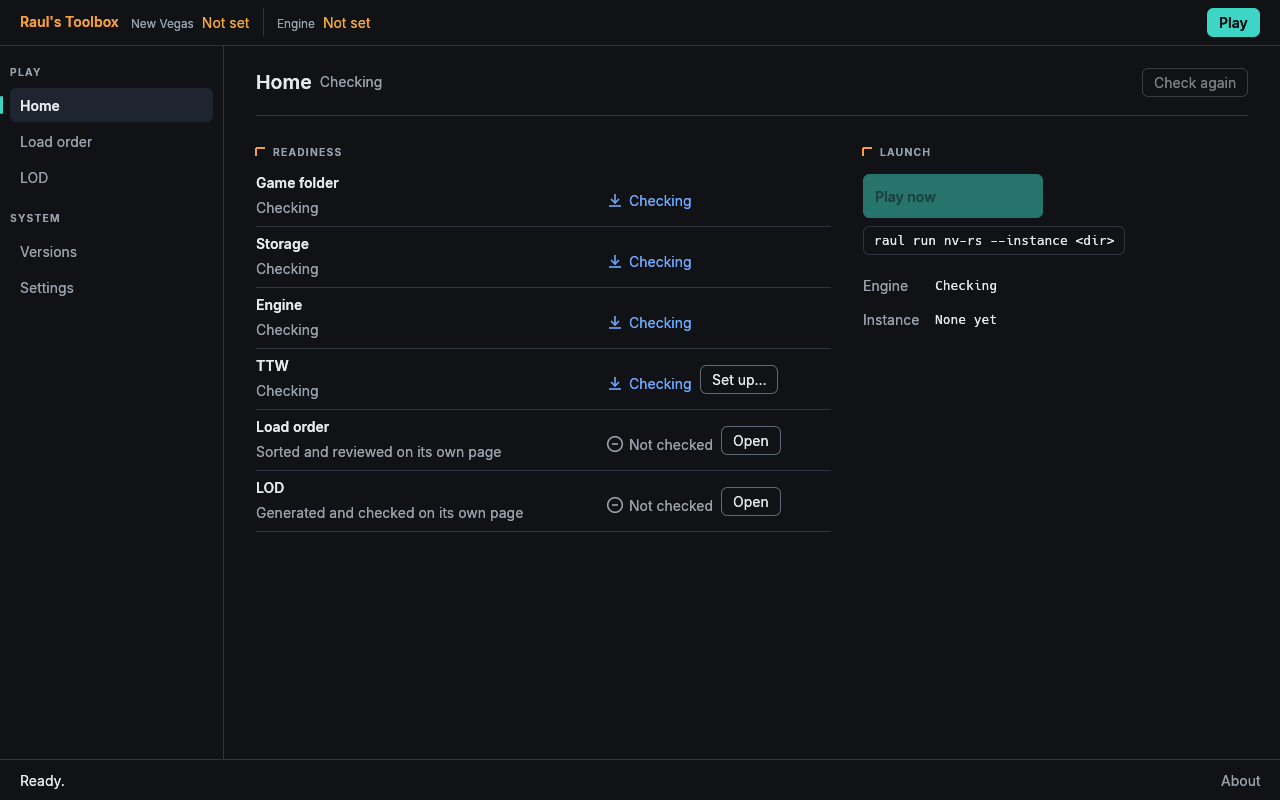 Raul's Toolbox New Vegas Not set Engine Not set Play
PLAY
Home
Load order
LOD
SYSTEM
Versions
Settings
Home Checking Check again
READINESS
Game folder
Checking
Checking
Storage
Checking
Checking
Engine
Checking
Checking
TTW
Checking
Checking Set up...
Load order
Sorted and reviewed on its own page
Not checked Open
LOD
Generated and checked on its own page
Not checked Open
LAUNCH
Play now
raul run nv-rs --instance <dir>
Engine Checking
Instance None yet
Ready. About